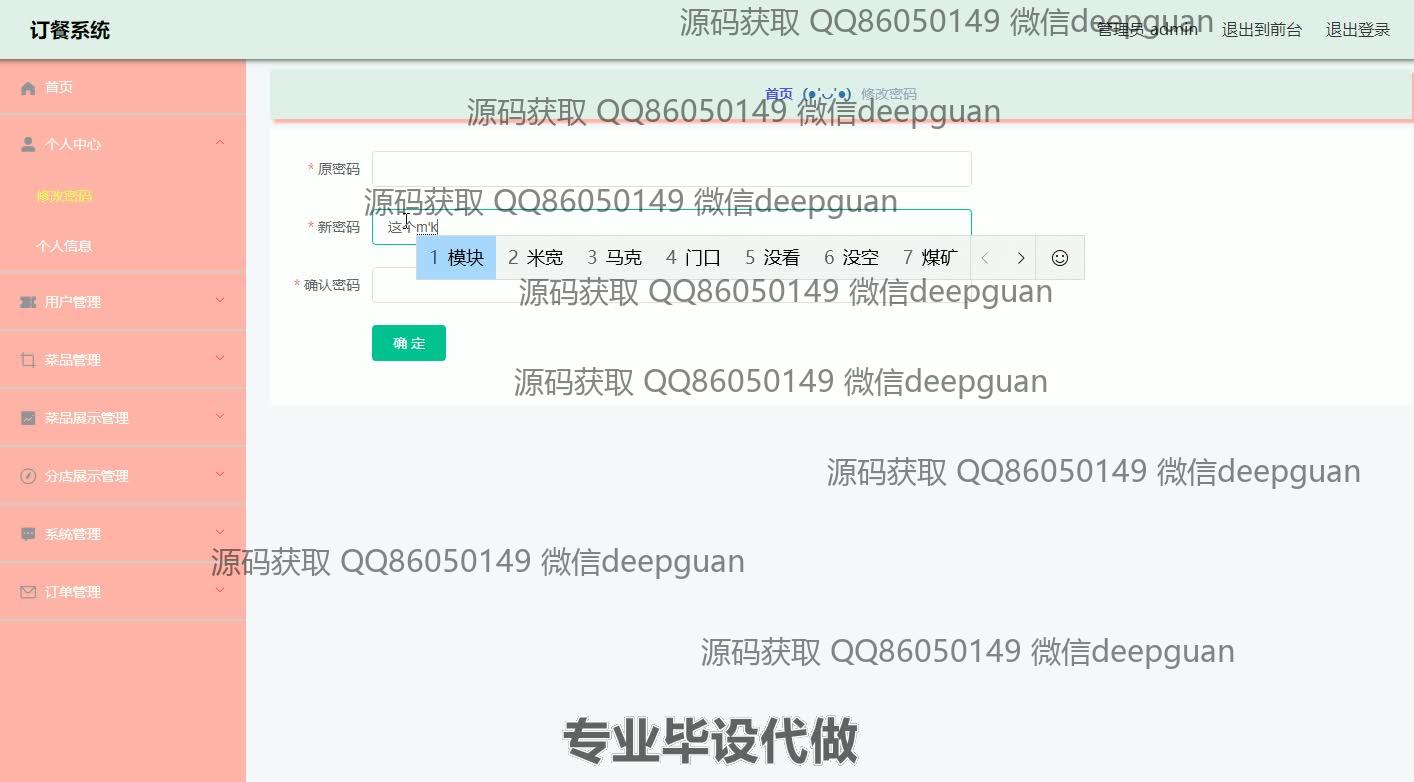 订餐系统
源码获取 QQ86050149 微信deepguan
管理员 admin 退出到前台 退出登录
首页
首页 (●'◡'●) 修改密码
源码获取 QQ86050149 微信deepguan
个人中心
* 原密码
修改密码
源码获取 QQ86050149 微信deepguan
* 新密码 这个m'k
个人信息
1 模块 2 米宽 3 马克 4 门口 5 没看 6 没空 7 煤矿
* 确认密码
源码获取 QQ86050149 微信deepguan
用户管理
确定
菜品管理
源码获取 QQ86050149 微信deepguan
菜品展示管理
分店展示管理
源码获取 QQ86050149 微信deepguan
系统管理
源码获取 QQ86050149 微信deepguan
订单管理
源码获取 QQ86050149 微信deepguan
专业毕设代做